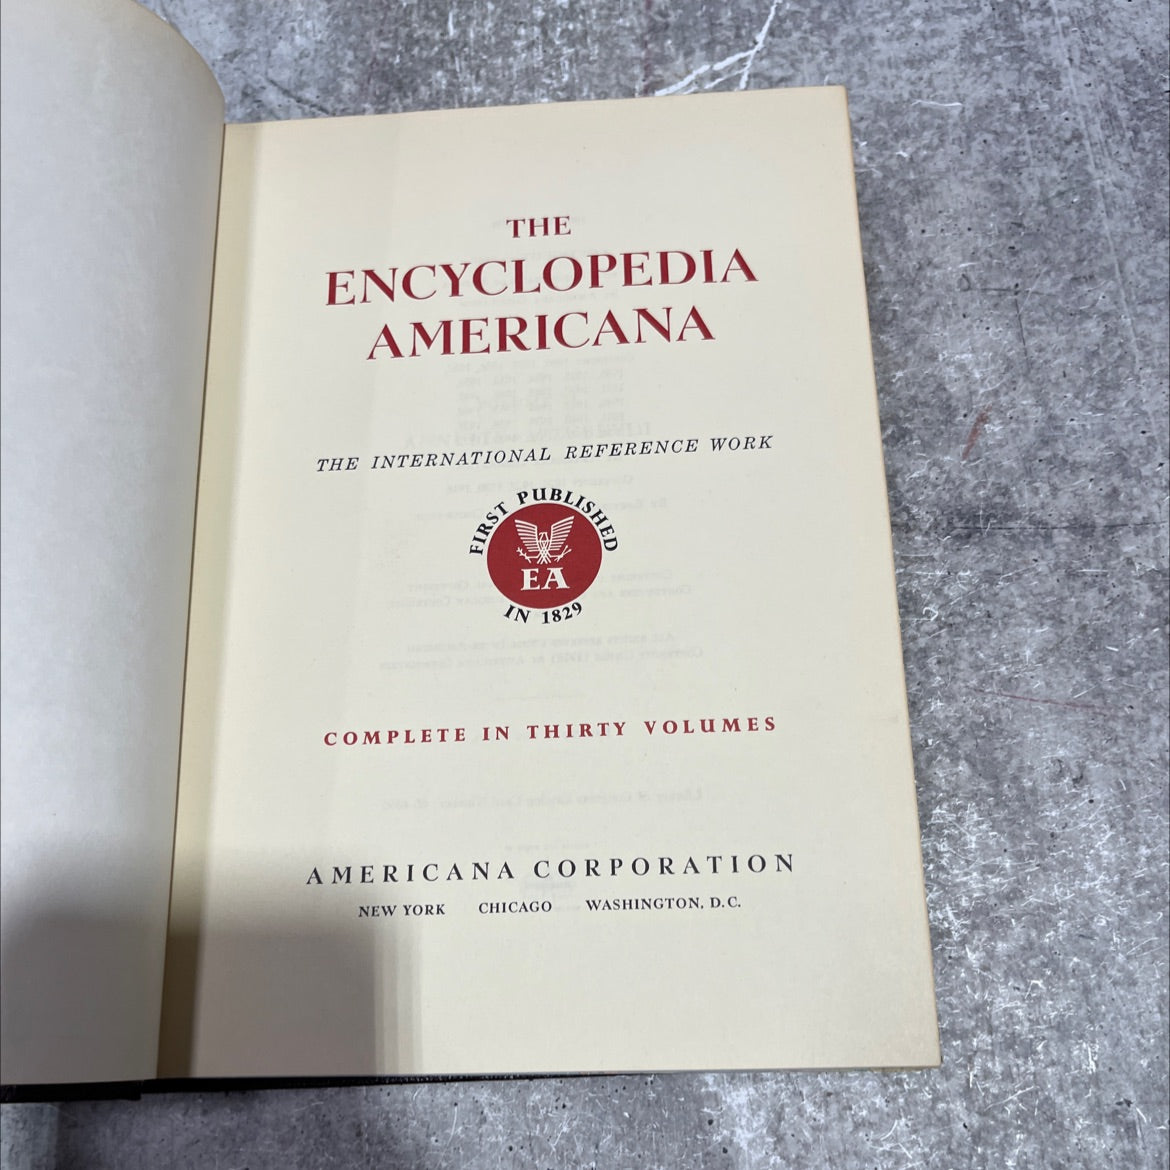 THE
ENCYCLOPEDIA
AMERICANA
THE INTERNATIONAL REFERENCE WORK
FIRST PUBLISHED
EA
IN 1829
COMPLETE IN THIRTY VOLUMES
AMERICANA CORPORATION
NEW YORK CHICAGO WASHINGTON, D.C.